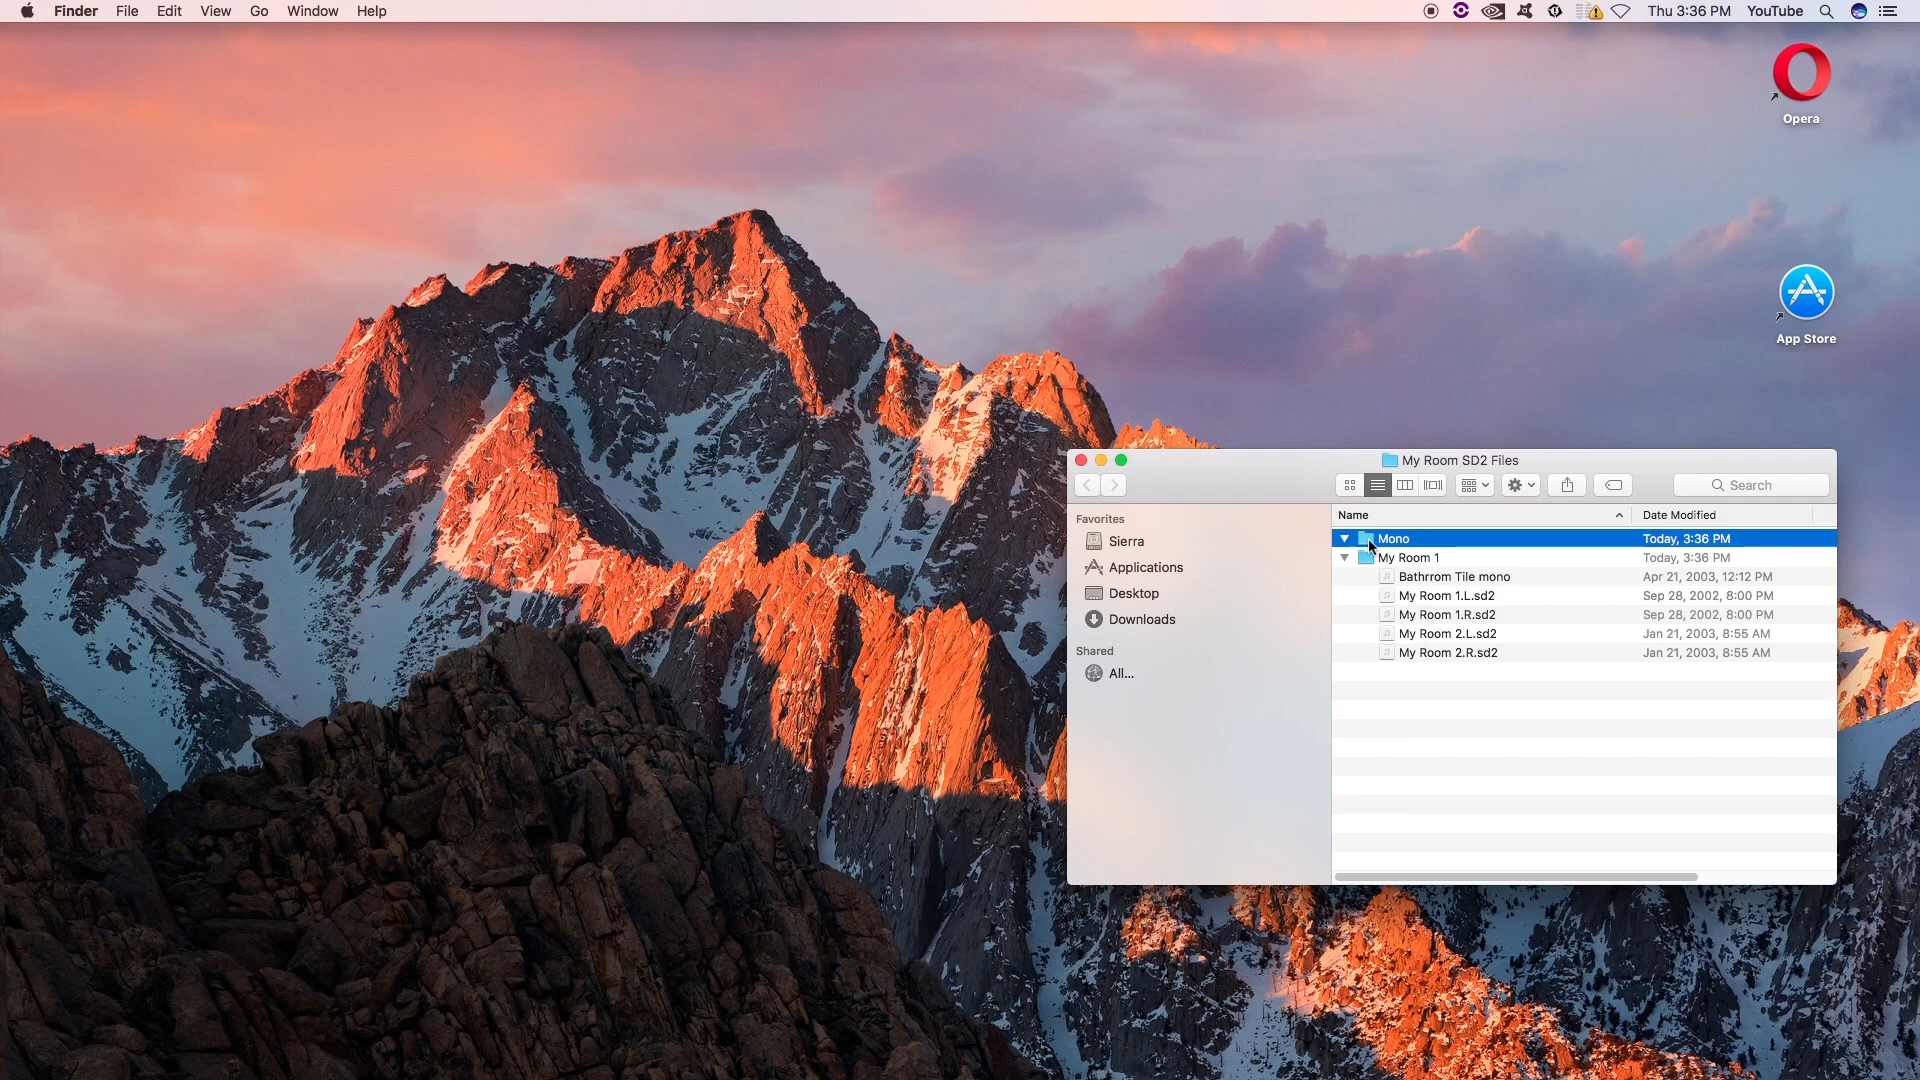 Finder File Edit View Go Window Help Thu 3:36 PM YouTube
Opera
App Store
My Room SD2 Files
Search
Favorites
Sierra
Applications
Desktop
Downloads
Shared
All...
Name Date Modified
Mono Today, 3:36 PM
My Room 1 Today, 3:36 PM
Bathrrom Tile mono Apr 21, 2003, 12:12 PM
My Room 1.L.sd2 Sep 28, 2002, 8:00 PM
My Room 1.R.sd2 Sep 28, 2002, 8:00 PM
My Room 2.L.sd2 Jan 21, 2003, 8:55 AM
My Room 2.R.sd2 Jan 21, 2003, 8:55 AM